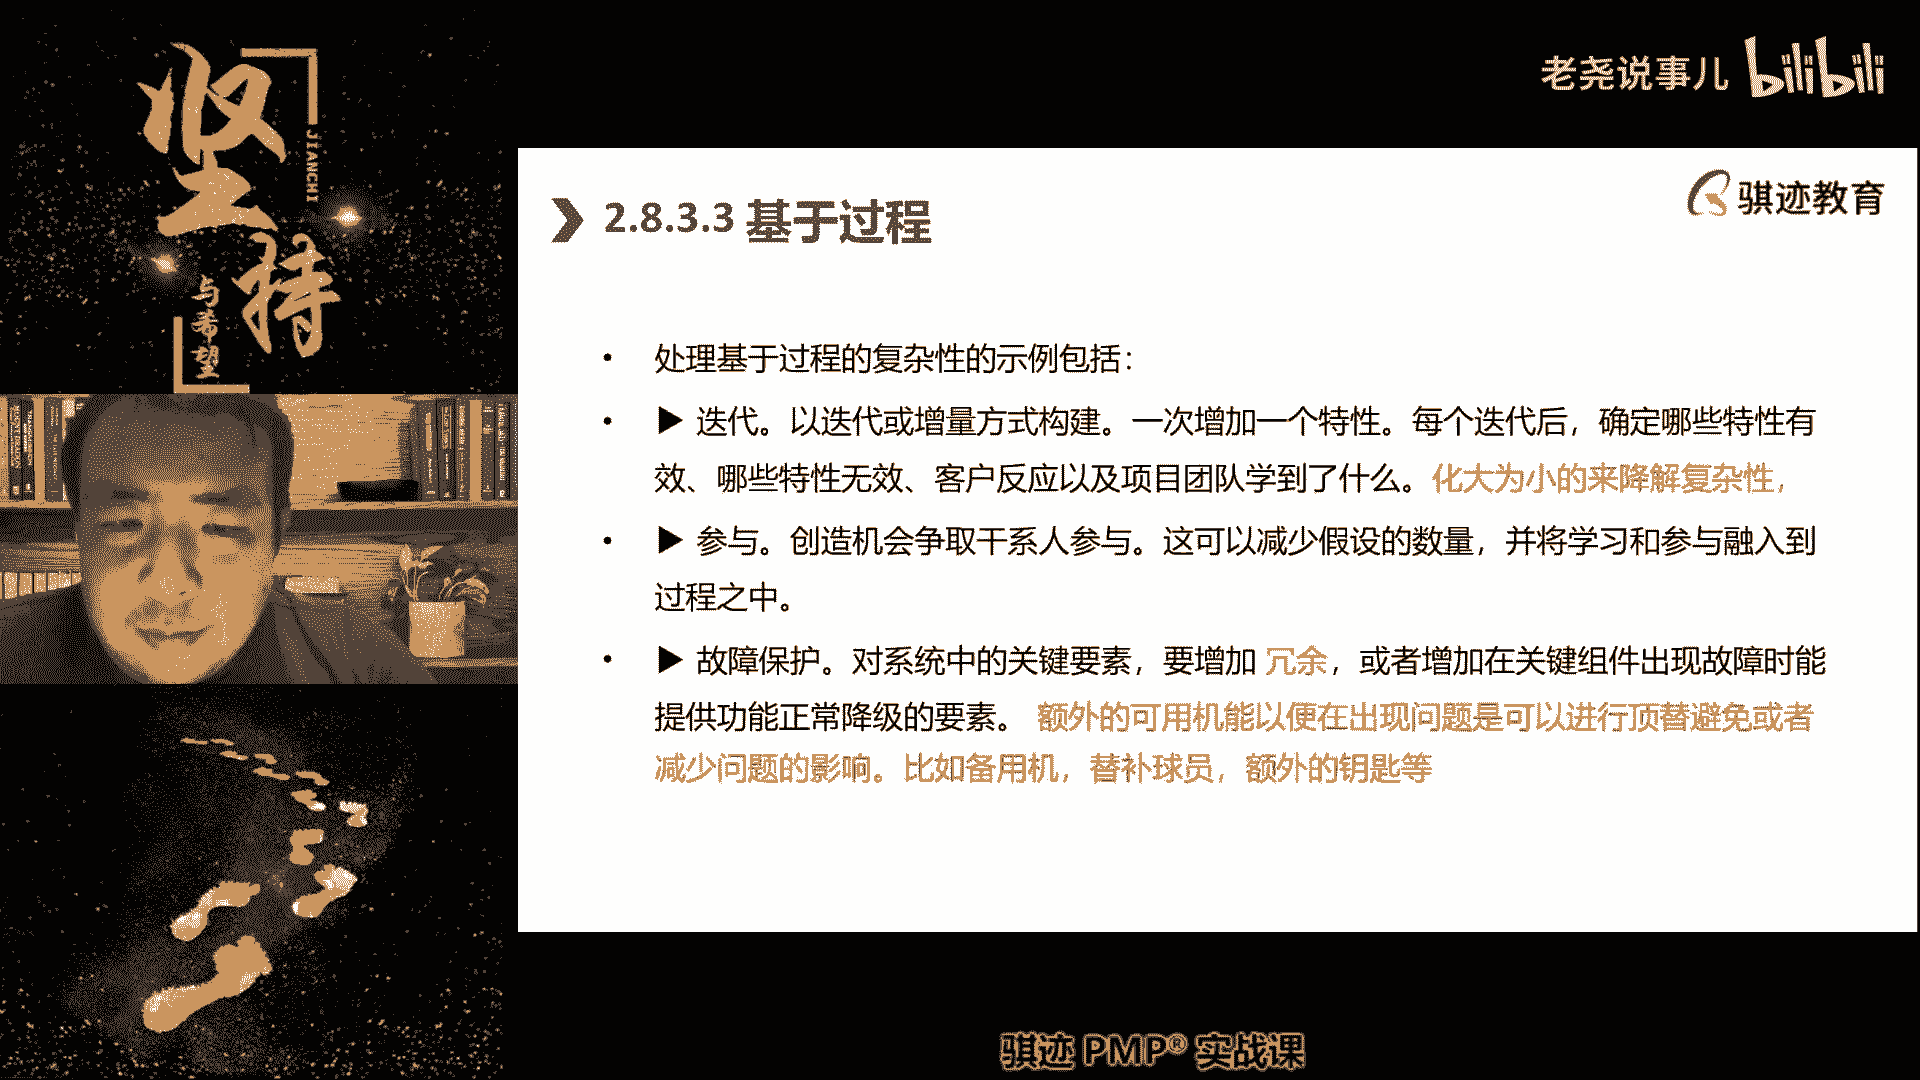 坚持
JIANCHI
与希望
老尧说事儿 bilibili
骐迹教育
2.8.3.3 基于过程
• 处理基于过程的复杂性的示例包括：
• ▶ 迭代。以迭代或增量方式构建。一次增加一个特性。每个迭代后，确定哪些特性有
效、哪些特性无效、客户反应以及项目团队学到了什么。化大为小的来降解复杂性，
• ▶ 参与。创造机会争取干系人参与。这可以减少假设的数量，并将学习和参与融入到
过程之中。
• ▶ 故障保护。对系统中的关键要素，要增加 冗余，或者增加在关键组件出现故障时能
提供功能正常降级的要素。 额外的可用机能以便在出现问题是可以进行顶替避免或者
减少问题的影响。比如备用机，替补球员，额外的钥匙等
骐迹 PMP® 实战课